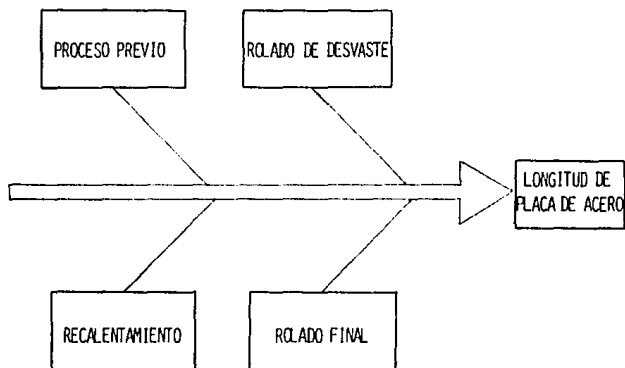 PROCESO PREVIO
ROLADO DE DESVASTE
LONGITUD DE
PLACA DE ACERO
RECALENTAMIENTO
ROLADO FINAL